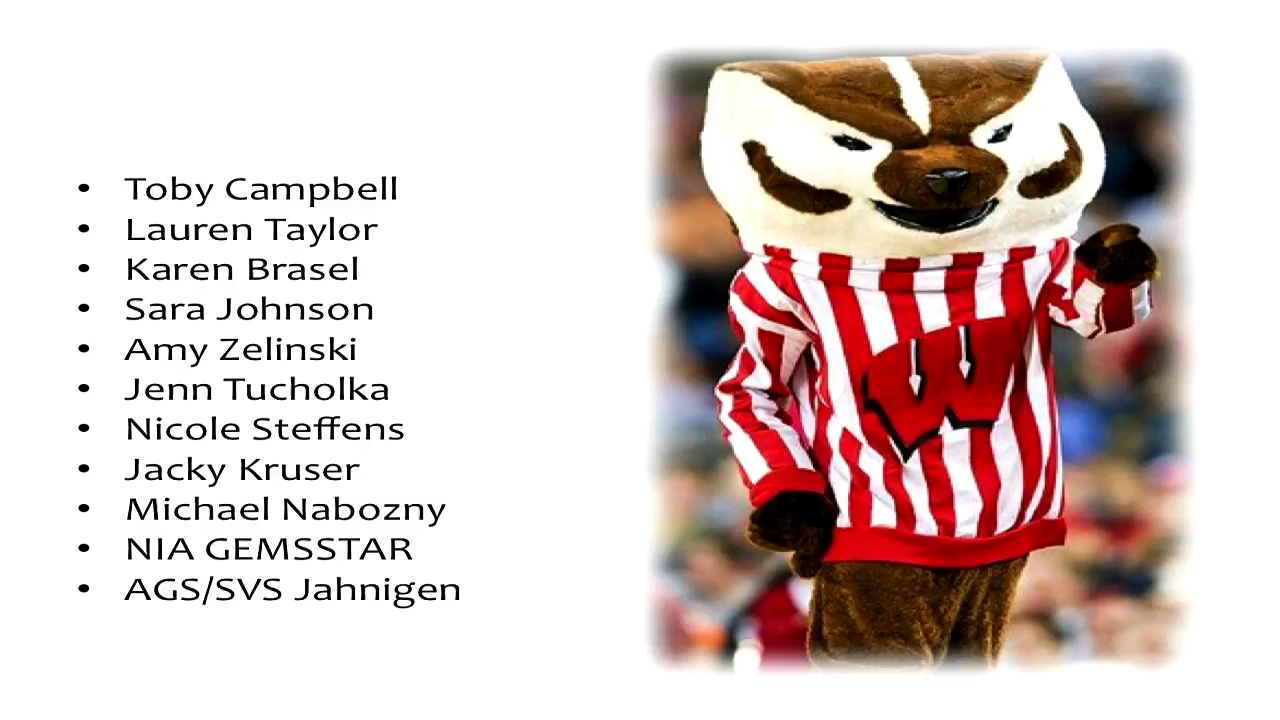 • Toby Campbell
• Lauren Taylor
• Karen Brasel
• Sara Johnson
• Amy Zelinski
• Jenn Tucholka
• Nicole Steffens
• Jacky Kruser
• Michael Nabozny
• NIA GEMSSTAR
• AGS/SVS Jahnigen
W